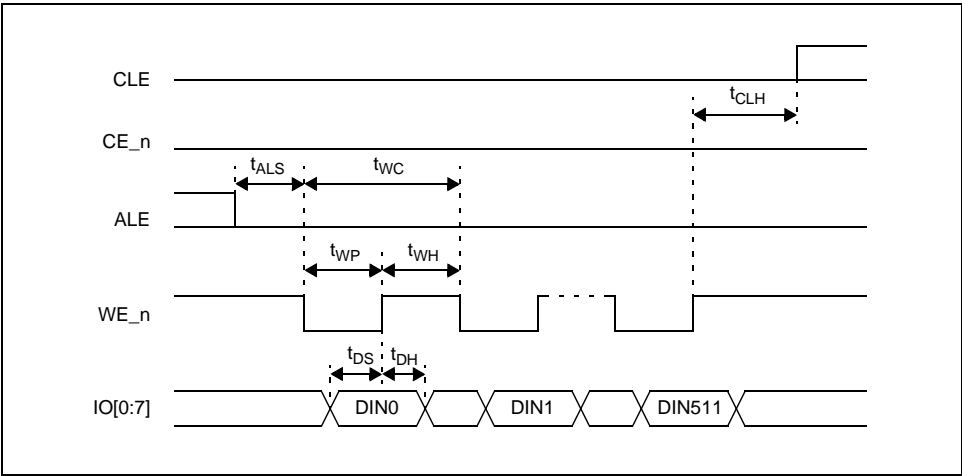 CLE
tCLH
CE_n
tALS
tWC
ALE
tWP
tWH
WE_n
tDS
tDH
IO[0:7]
DIN0
DIN1
DIN511